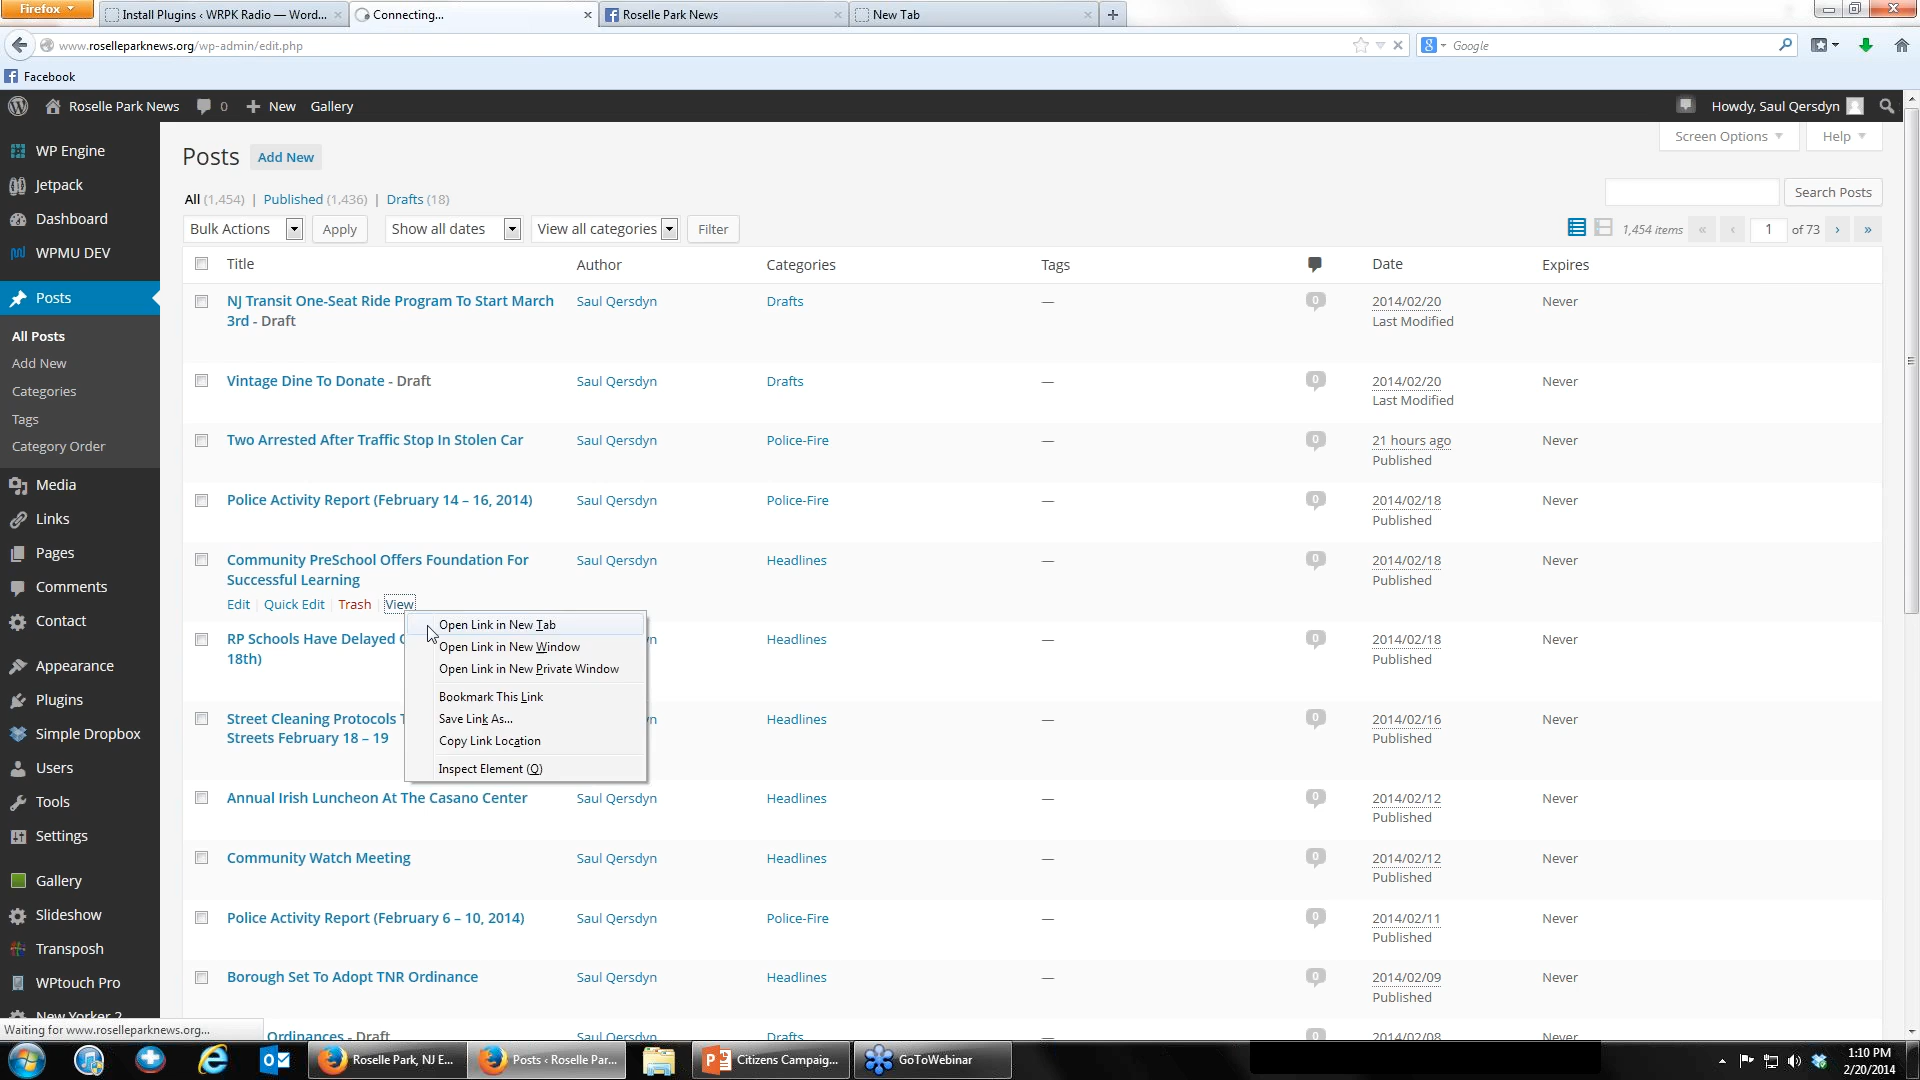 Firefox
Install Plugins ‹ WRPK Radio — Word...
Connecting...
Roselle Park News
New Tab
www.roselleparknews.org/wp-admin/edit.php
Google
Facebook
Roselle Park News 0 New Gallery
Howdy, Saul Qersdyn
WP Engine
Jetpack
Dashboard
WPMU DEV
Posts
All Posts
Add New
Categories
Tags
Category Order
Media
Links
Pages
Comments
Contact
Appearance
Plugins
Simple Dropbox
Users
Tools
Settings
Gallery
Slideshow
Transposh
WPtouch Pro
New Yorker 2
Posts Add New
Screen Options Help
All (1,454) | Published (1,436) | Drafts (18)
Search Posts
Bulk Actions Apply Show all dates View all categories Filter
1,454 items « ‹ 1 of 73 › »
Title Author Categories Tags Date Expires
NJ Transit One-Seat Ride Program To Start March Saul Qersdyn Drafts — 0 2014/02/20 Never
3rd - Draft Last Modified
Vintage Dine To Donate - Draft Saul Qersdyn Drafts — 0 2014/02/20 Never
Last Modified
Two Arrested After Traffic Stop In Stolen Car Saul Qersdyn Police-Fire — 0 21 hours ago Never
Published
Police Activity Report (February 14 – 16, 2014) Saul Qersdyn Police-Fire — 0 2014/02/18 Never
Published
Community PreSchool Offers Foundation For Saul Qersdyn Headlines — 0 2014/02/18 Never
Successful Learning Published
Edit | Quick Edit | Trash | View
Open Link in New Tab
Open Link in New Window
Open Link in New Private Window
Bookmark This Link
Save Link As...
Copy Link Location
Inspect Element (Q)
RP Schools Have Delayed Headlines — 0 2014/02/18 Never
18th) Published
Street Cleaning Protocols Headlines — 0 2014/02/16 Never
Streets February 18 – 19 Published
Annual Irish Luncheon At The Casano Center Saul Qersdyn Headlines — 0 2014/02/12 Never
Published
Community Watch Meeting Saul Qersdyn Headlines — 0 2014/02/12 Never
Published
Police Activity Report (February 6 – 10, 2014) Saul Qersdyn Police-Fire — 0 2014/02/11 Never
Published
Borough Set To Adopt TNR Ordinance Saul Qersdyn Headlines — 0 2014/02/09 Never
Published
Ordinances - Draft Saul Qersdyn Drafts — 0 2014/02/08 Never
Waiting for www.roselleparknews.org...
Roselle Park, NJ E...
Posts ‹ Roselle Par...
Citizens Campaig...
GoToWebinar
1:10 PM
2/20/2014